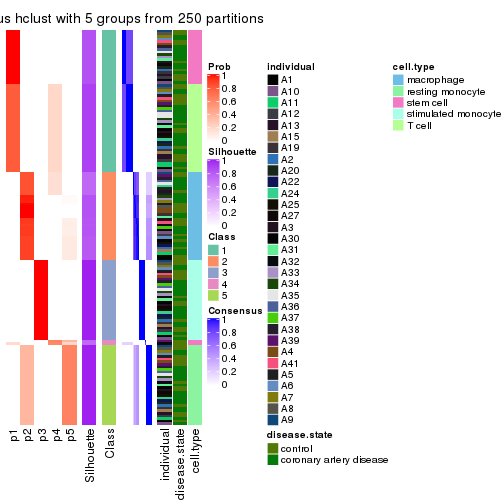 us hclust with 5 groups from 250 partitions
p1
p2
p3
p4
p5
Silhouette
Class
individual
disease.state
cell.type
Prob
1
0.8
0.6
0.4
0.2
0
Silhouette
1
0.8
0.6
0.4
0.2
0
Class
1
2
3
4
5
Consensus
1
0.8
0.6
0.4
0.2
0
individual
A1
A10
A11
A12
A13
A15
A19
A2
A20
A22
A24
A25
A27
A3
A30
A31
A32
A33
A34
A35
A36
A37
A38
A39
A4
A41
A5
A6
A7
A8
A9
disease.state
control
coronary artery disease
cell.type
macrophage
resting monocyte
stem cell
stimulated monocyte
T cell